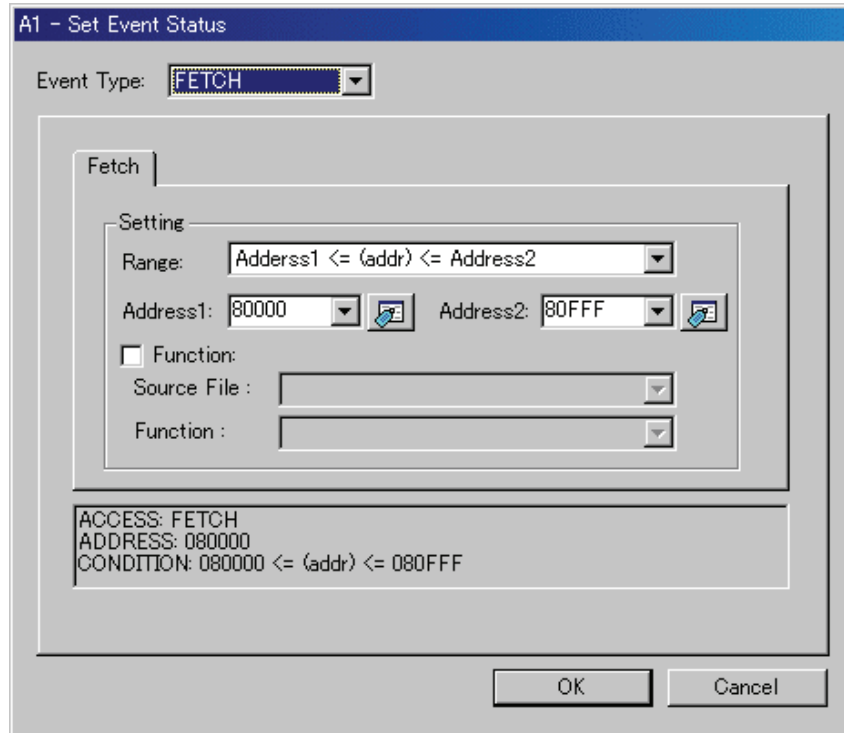 A1 - Set Event Status
Event Type: FETCH
Fetch
Setting
Range: Adderss1 <= (addr) <= Address2
Address1: 80000 Address2: 80FFF
Function:
Source File :
Function :
ACCESS: FETCH
ADDRESS: 080000
CONDITION: 080000 <= (addr) <= 080FFF
OK Cancel